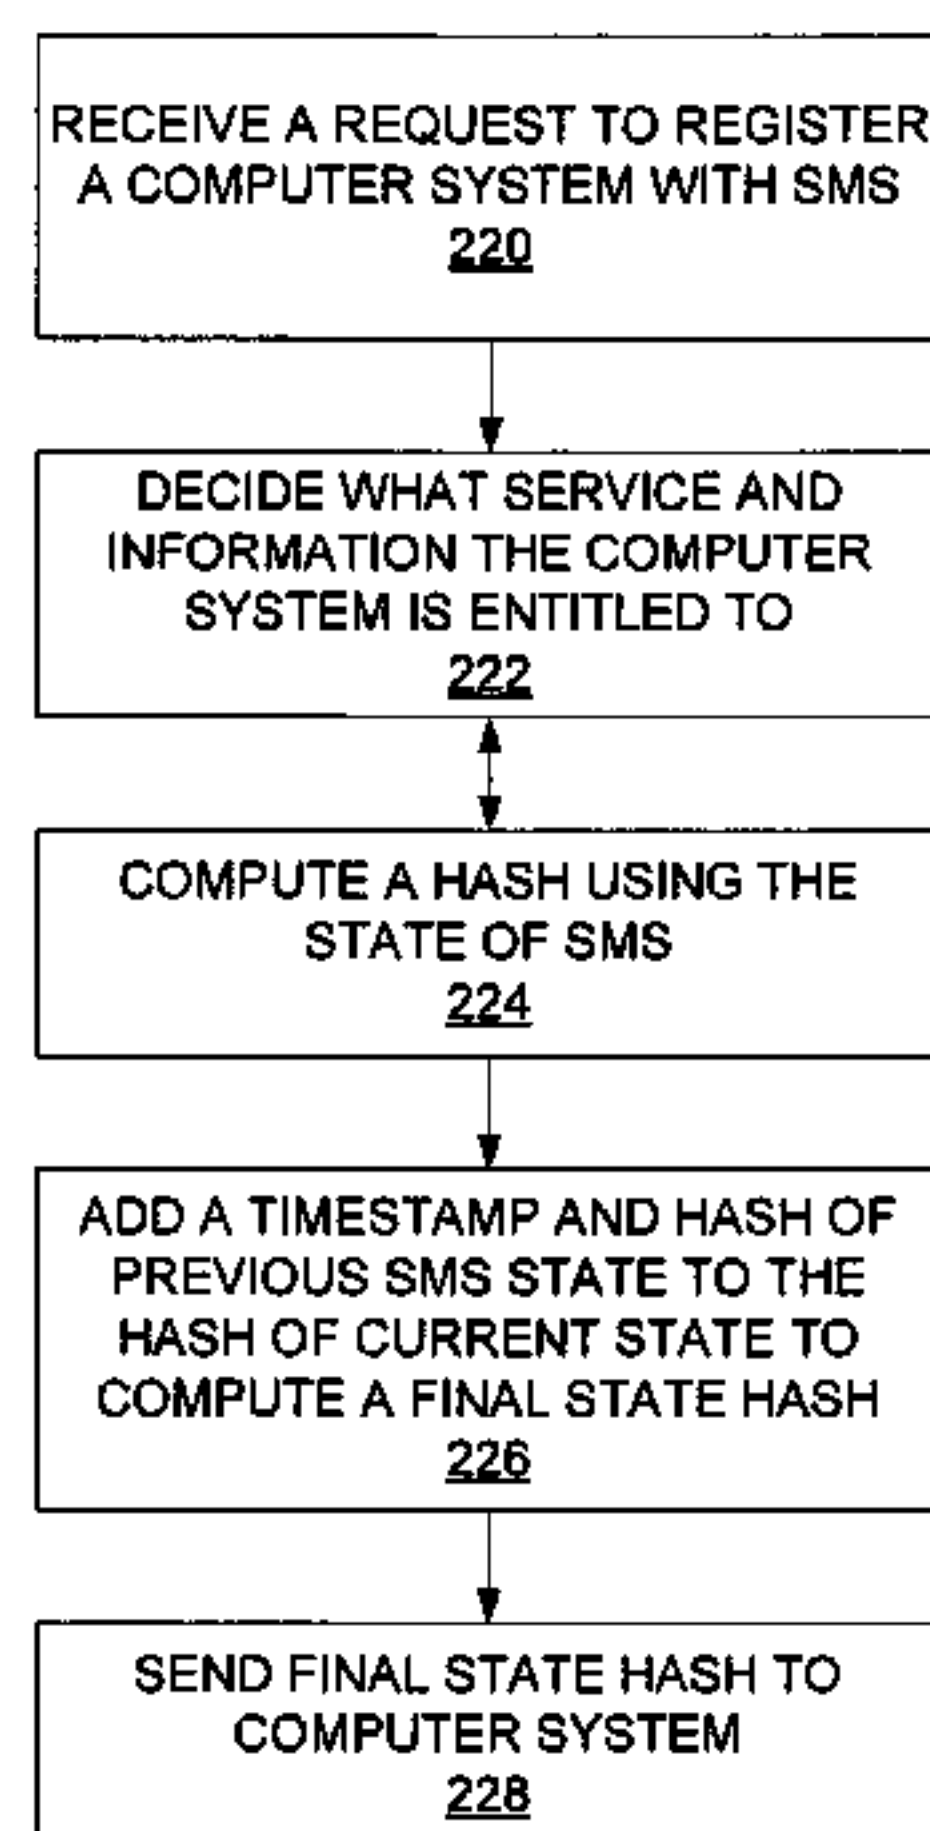 RECEIVE A REQUEST TO REGISTER
A COMPUTER SYSTEM WITH SMS
220
DECIDE WHAT SERVICE AND
INFORMATION THE COMPUTER
SYSTEM IS ENTITLED TO
222
COMPUTE A HASH USING THE
STATE OF SMS
224
ADD A TIMESTAMP AND HASH OF
PREVIOUS SMS STATE TO THE
HASH OF CURRENT STATE TO
COMPUTE A FINAL STATE HASH
226
SEND FINAL STATE HASH TO
COMPUTER SYSTEM
228